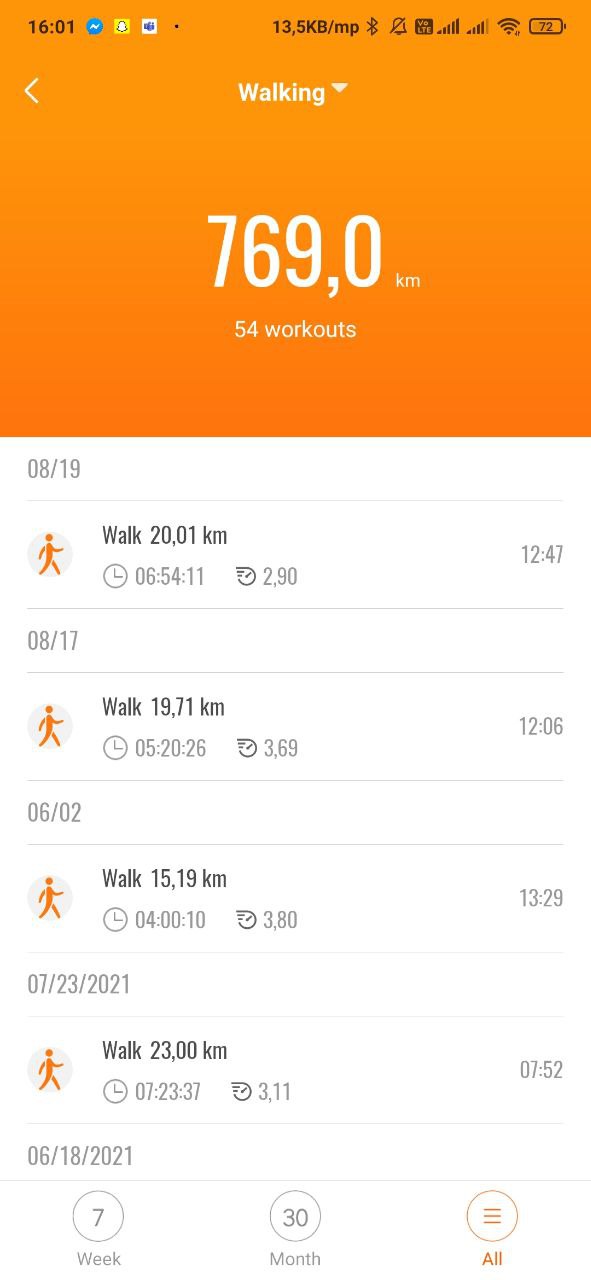 16:01 13,5KB/mp Vo LTE 72
Walking
769,0 km
54 workouts
08/19
Walk 20,01 km
12:47
06:54:11 2,90
08/17
Walk 19,71 km
12:06
05:20:26 3,69
06/02
Walk 15,19 km
13:29
04:00:10 3,80
07/23/2021
Walk 23,00 km
07:52
07:23:37 3,11
06/18/2021
7 30
Week Month All